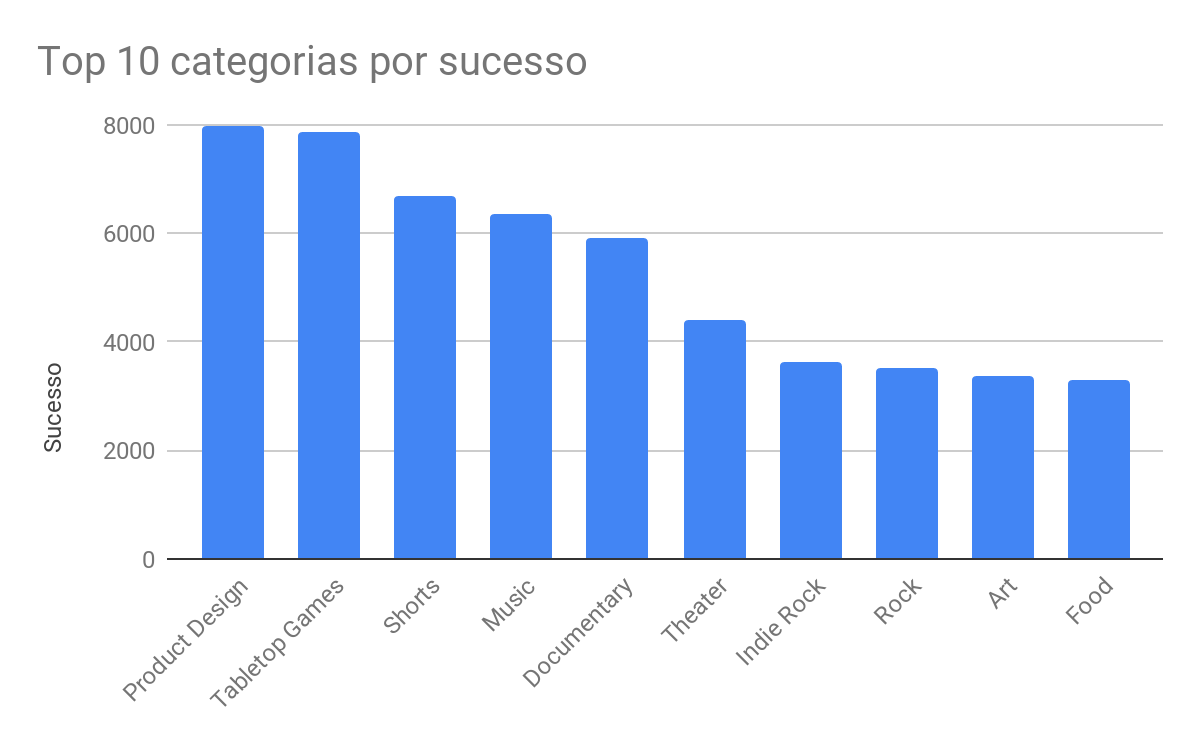 Top 10 categorias por sucesso
8000
6000
4000
2000
0
Sucesso
Product Design
Tabletop Games
Shorts
Music
Documentary
Theater
Indie Rock
Rock
Art
Food